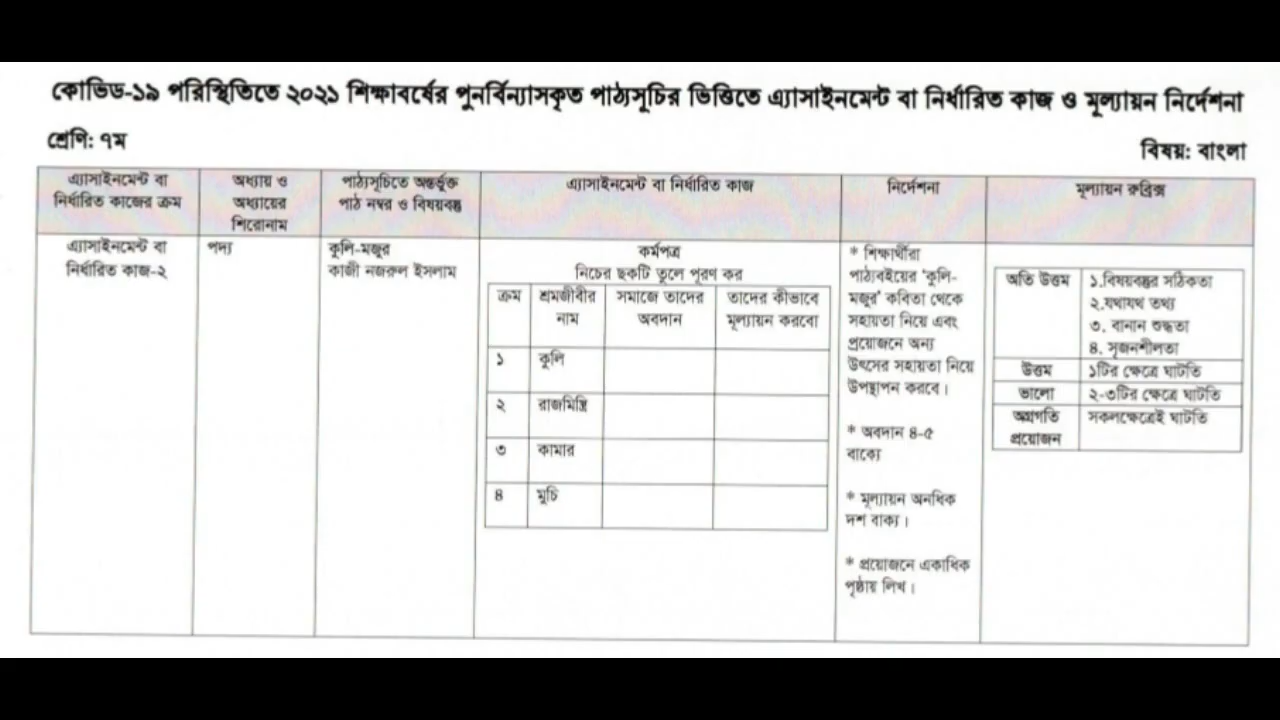 কোভিড-১৯ পরিস্থিতিতে ২০২১ শিক্ষাবর্ষের পুনর্বিন্যাসকৃত পাঠ্যসূচির ভিত্তিতে এ্যাসাইনমেন্ট বা নির্ধারিত কাজ ও মূল্যায়ন নির্দেশনা
শ্রেণি: ৭ম
বিষয়: বাংলা
এ্যাসাইনমেন্ট বা
নির্ধারিত কাজের ক্রম
অধ্যায় ও
অধ্যায়ের
শিরোনাম
পাঠ্যসূচিতে অন্তর্ভুক্ত
পাঠ নম্বর ও বিষয়বস্তু
এ্যাসাইনমেন্ট বা নির্ধারিত কাজ
নির্দেশনা
মূল্যায়ন রুব্রিক্স
এ্যাসাইনমেন্ট বা
নির্ধারিত কাজ-২
পদ্য
কুলি-মজুর
কাজী নজরুল ইসলাম
কর্মপত্র
নিচের ছকটি তুলে পূরণ কর
ক্রম
শ্রমজীবীর
নাম
সমাজে তাদের
অবদান
তাদের কীভাবে
মূল্যায়ন করবো
১
কুলি
২
রাজমিস্ত্রি
৩
কামার
৪
মুচি
* শিক্ষার্থীরা
পাঠ্যবইয়ের 'কুলি-
মজুর' কবিতা থেকে
সহায়তা নিয়ে এবং
প্রয়োজনে অন্য
উৎসের সহায়তা নিয়ে
উপস্থাপন করবে।
* অবদান ৪-৫
বাক্যে
* মূল্যায়ন অনধিক
দশ বাক্য।
* প্রয়োজনে একাধিক
পৃষ্ঠায় লিখ।
অতি উত্তম
১.বিষয়বস্তুর সঠিকতা
২.যথাযথ তথ্য
৩. বানান শুদ্ধতা
৪. সৃজনশীলতা
উত্তম
১টির ক্ষেত্রে ঘাটতি
ভালো
২-৩টির ক্ষেত্রে ঘাটতি
অগ্রগতি
প্রয়োজন
সকলক্ষেত্রেই ঘাটতি